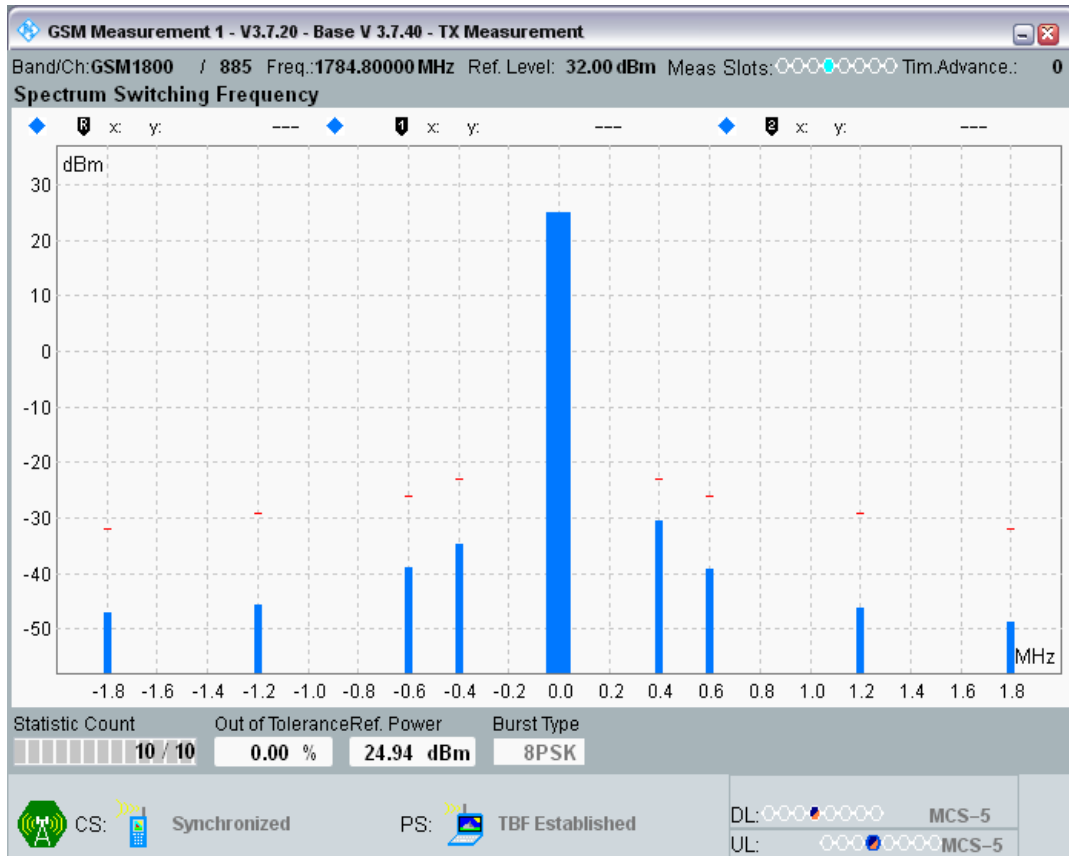 GSM Measurement 1 - V3.7.20 - Base V 3.7.40 - TX Measurement
Band/Ch:GSM1800 / 885 Freq.:1784.80000 MHz Ref. Level: 32.00 dBm Meas Slots: Tim.Advance.: 0
Spectrum Switching Frequency
R x: y: --- 1 x: y: --- 2 x: y: ---
dBm
30
20
10
0
-10
-20
-30
-40
-50
MHz
-1.8 -1.6 -1.4 -1.2 -1.0 -0.8 -0.6 -0.4 -0.2 0.0 0.2 0.4 0.6 0.8 1.0 1.2 1.4 1.6 1.8
Statistic Count Out of Tolerance Ref. Power Burst Type
10 / 10 0.00 % 24.94 dBm 8PSK
CS: Synchronized PS: TBF Established
DL: MCS-5
UL: MCS-5